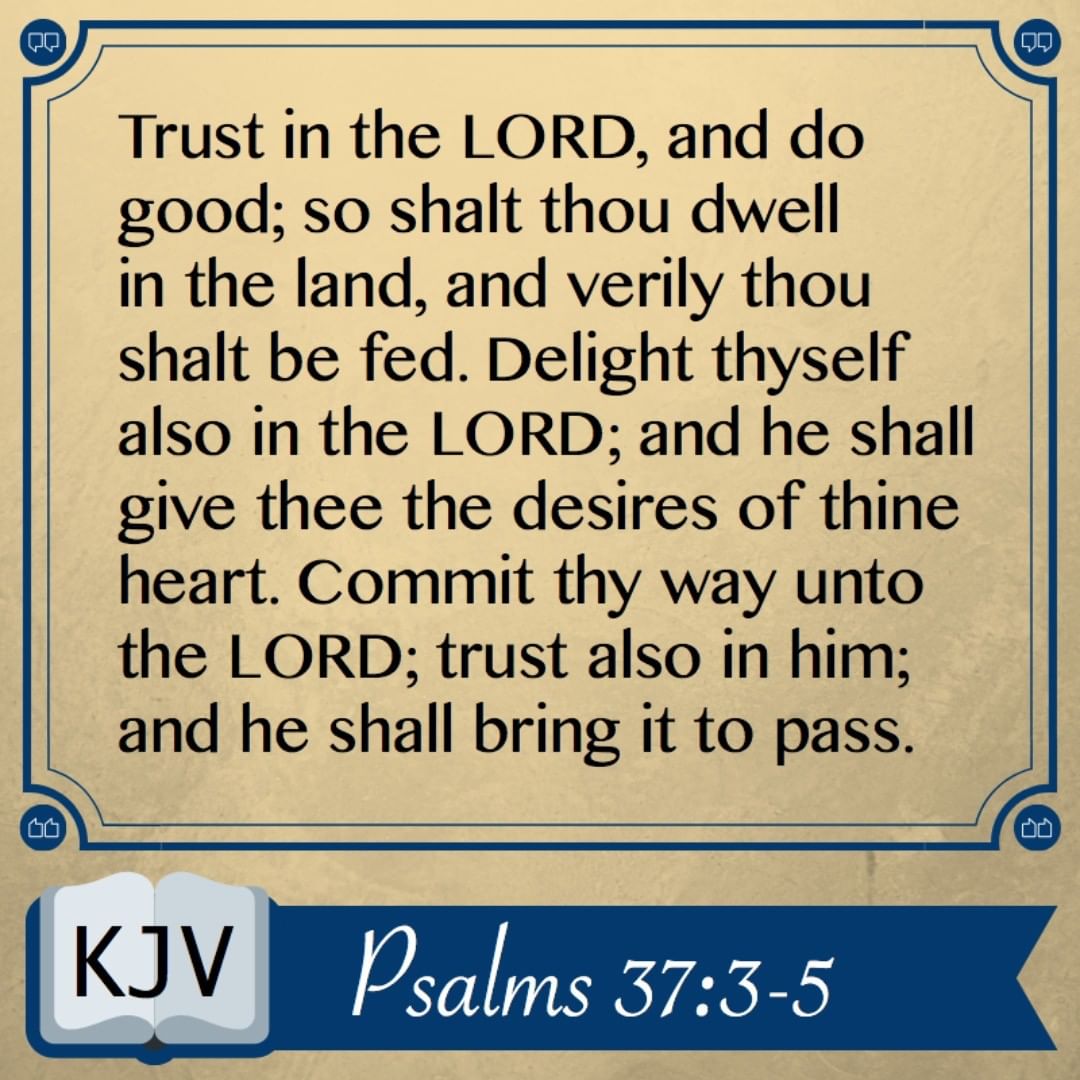 Trust in the LORD, and do
good; so shalt thou dwell
in the land, and verily thou
shalt be fed. Delight thyself
also in the LORD; and he shall
give thee the desires of thine
heart. Commit thy way unto
the LORD; trust also in him;
and he shall bring it to pass.
KJV
Psalms 37:3-5